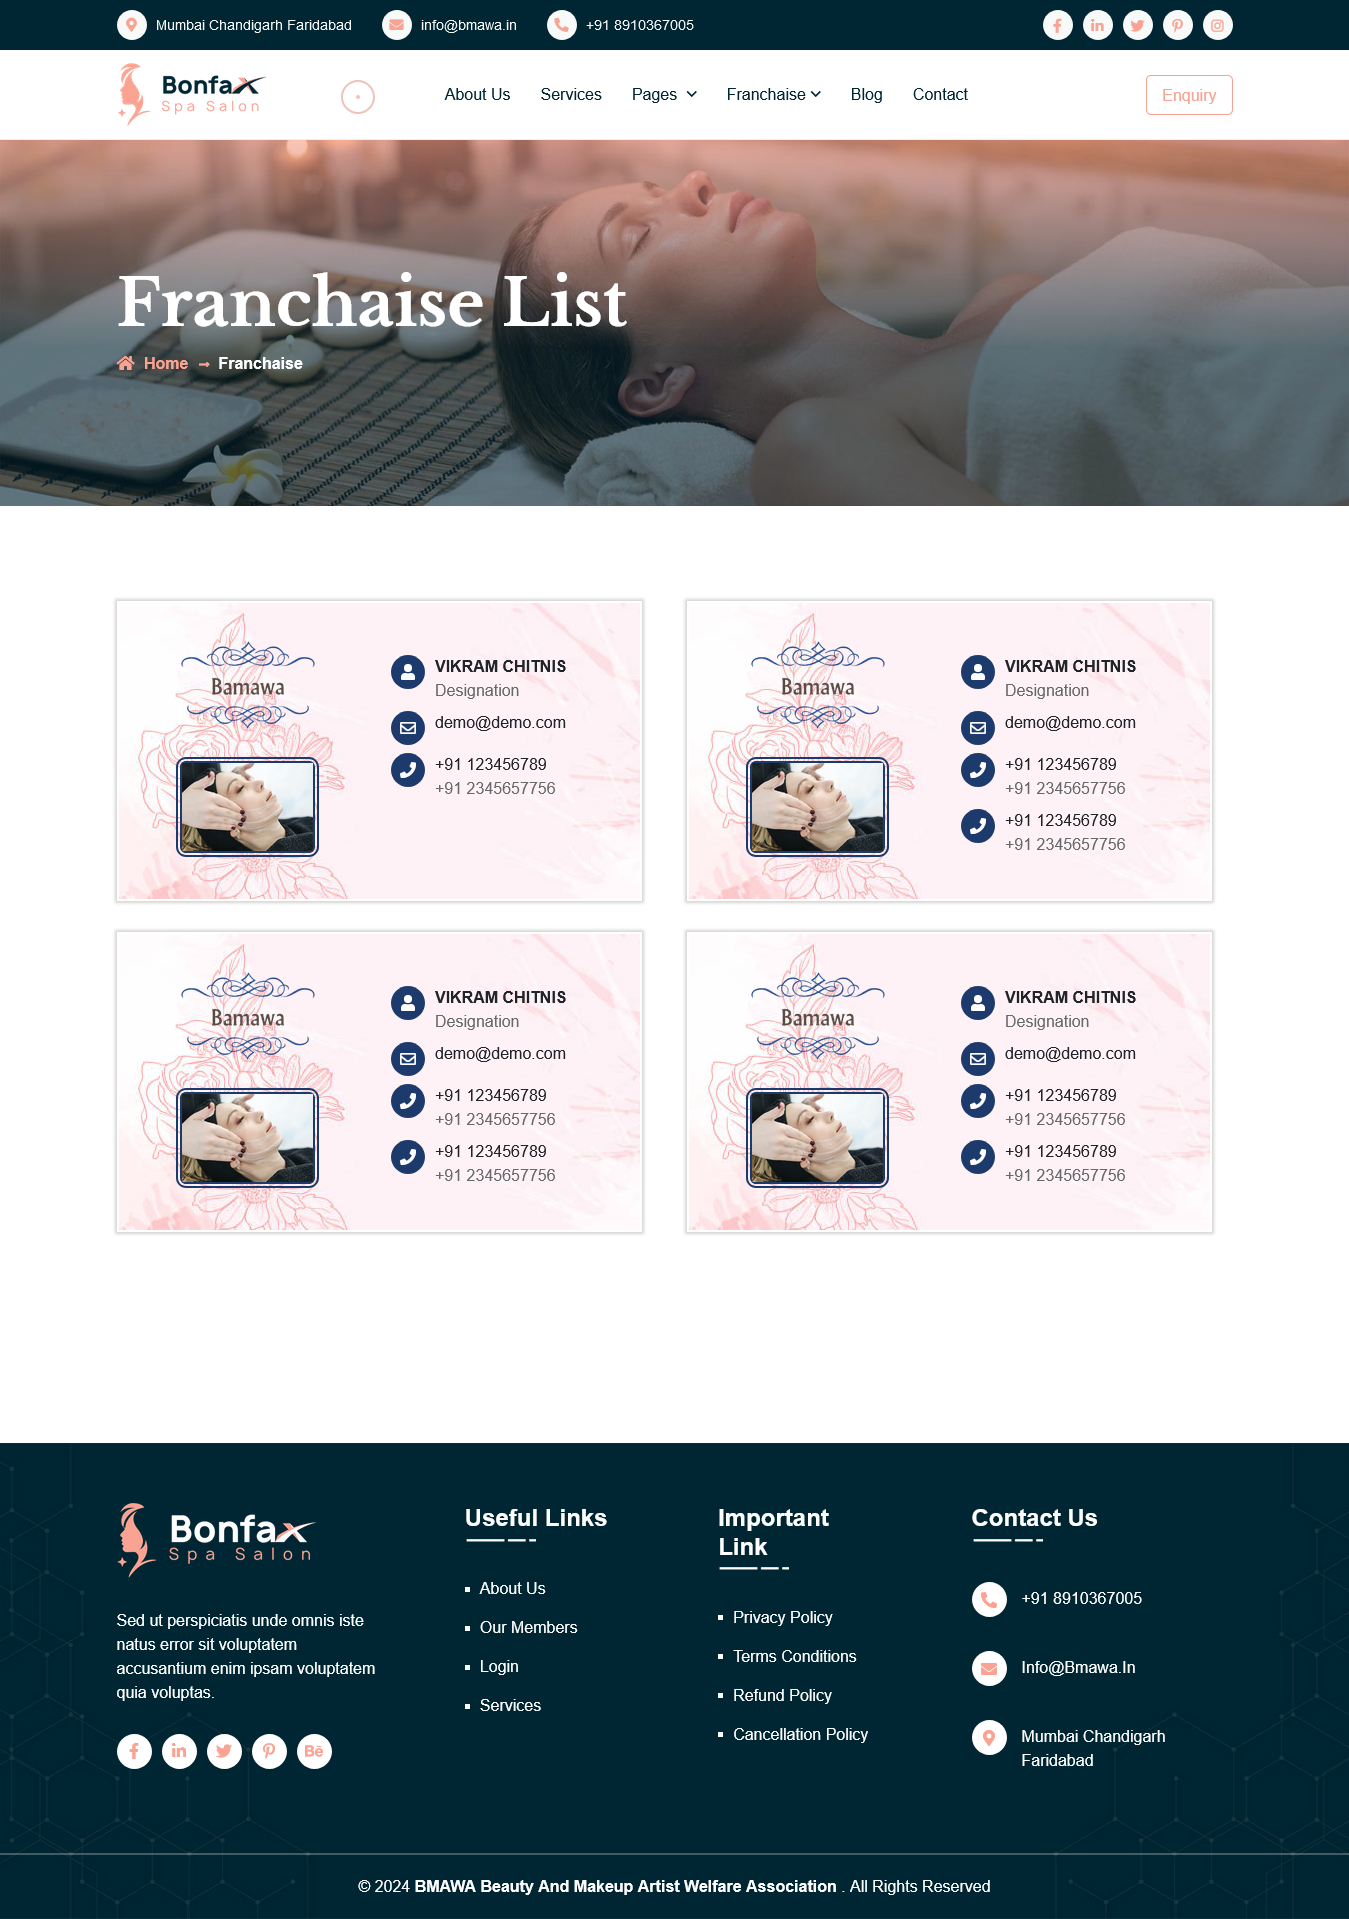 Mumbai Chandigarh Faridabad info@bmawa.in +91 8910367005
Bonfax
Spa Salon
About Us Services Pages Franchaise Blog Contact
Enquiry
Franchaise List
Home Franchaise
Bamawa
VIKRAM CHITNIS
Designation
demo@demo.com
+91 123456789
+91 2345657756
Bamawa
VIKRAM CHITNIS
Designation
demo@demo.com
+91 123456789
+91 2345657756
+91 123456789
+91 2345657756
Bamawa
VIKRAM CHITNIS
Designation
demo@demo.com
+91 123456789
+91 2345657756
+91 123456789
+91 2345657756
Bamawa
VIKRAM CHITNIS
Designation
demo@demo.com
+91 123456789
+91 2345657756
+91 123456789
+91 2345657756
Bonfax
Spa Salon
Sed ut perspiciatis unde omnis iste
natus error sit voluptatem
accusantium enim ipsam voluptatem
quia voluptas.
Bē
Useful Links
About Us
Our Members
Login
Services
Important
Link
Privacy Policy
Terms Conditions
Refund Policy
Cancellation Policy
Contact Us
+91 8910367005
Info@Bmawa.In
Mumbai Chandigarh
Faridabad
© 2024 BMAWA Beauty And Makeup Artist Welfare Association . All Rights Reserved